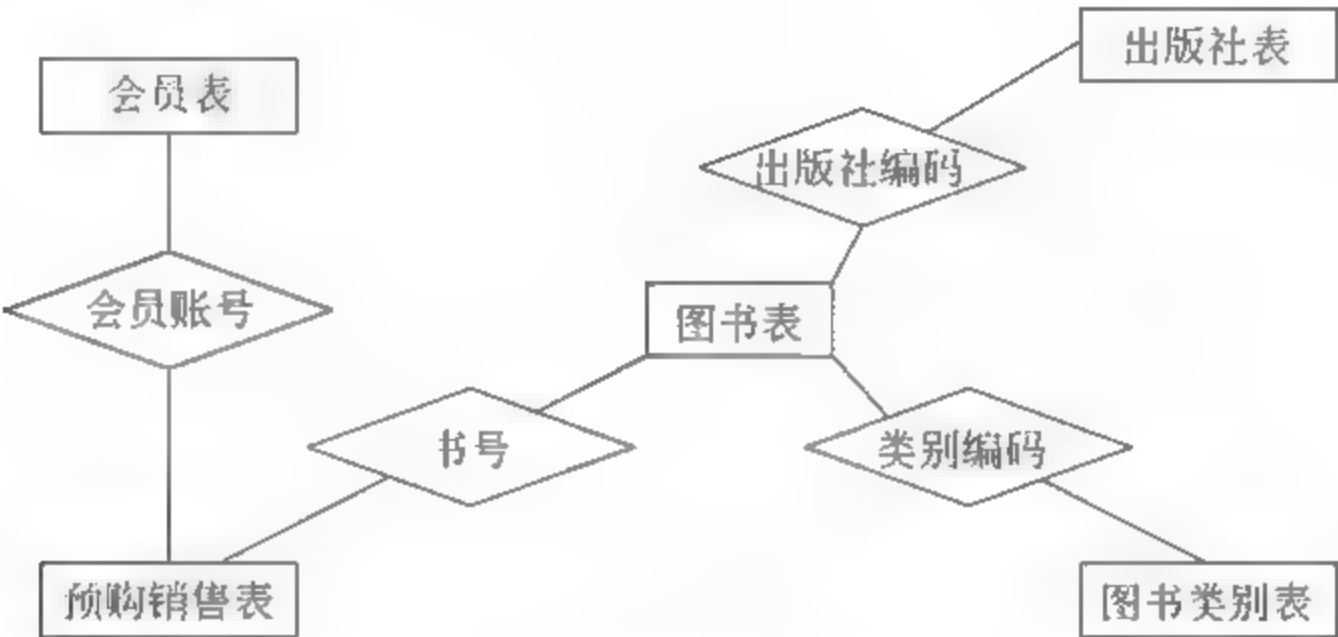 出版社表
会员表
出版社编码
会员账号
图书表
书号
类别编码
预购销售表
图书类别表